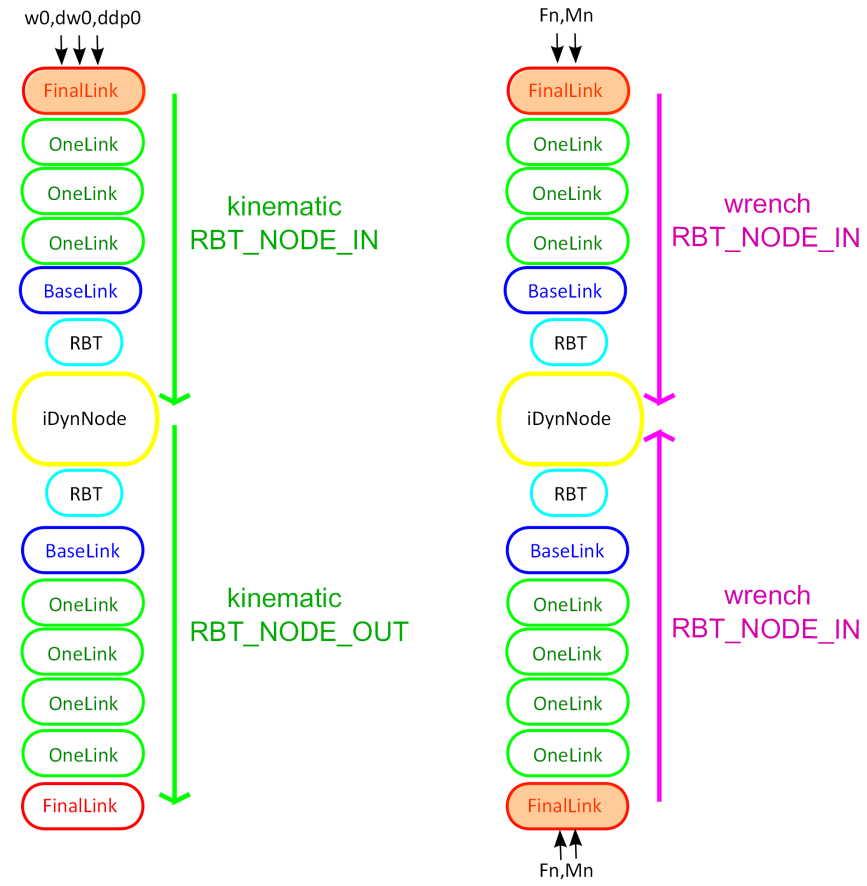 w0,dw0,ddp0
FinalLink
OneLink
OneLink
OneLink
BaseLink
RBT
iDynNode
RBT
BaseLink
OneLink
OneLink
OneLink
OneLink
FinalLink
kinematic
RBT_NODE_IN
kinematic
RBT_NODE_OUT
Fn,Mn
FinalLink
OneLink
OneLink
OneLink
BaseLink
RBT
iDynNode
RBT
BaseLink
OneLink
OneLink
OneLink
OneLink
FinalLink
Fn,Mn
wrench
RBT_NODE_IN
wrench
RBT_NODE_IN